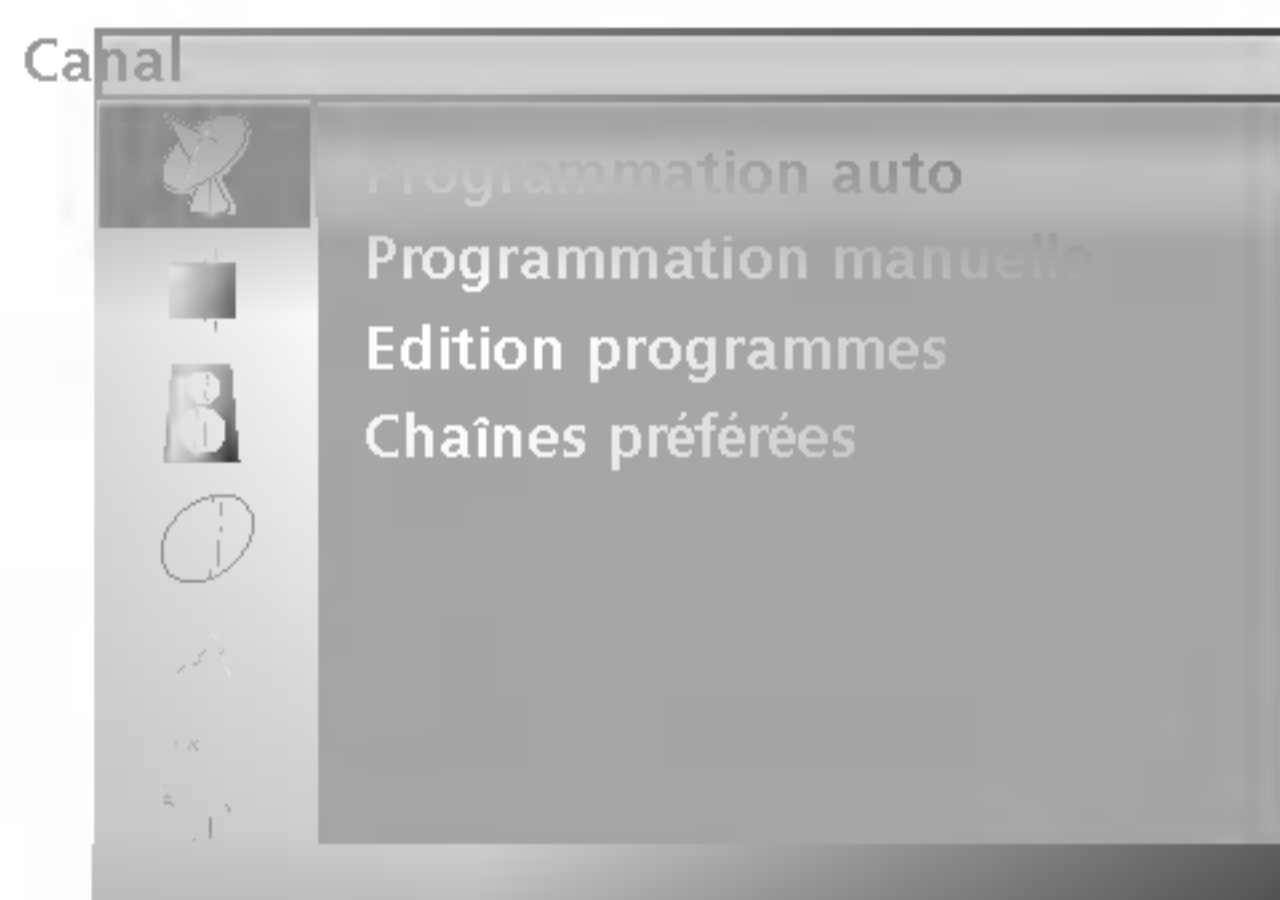 Canal
Programmation auto
Programmation manuelle
Edition programmes
Chaînes préférées